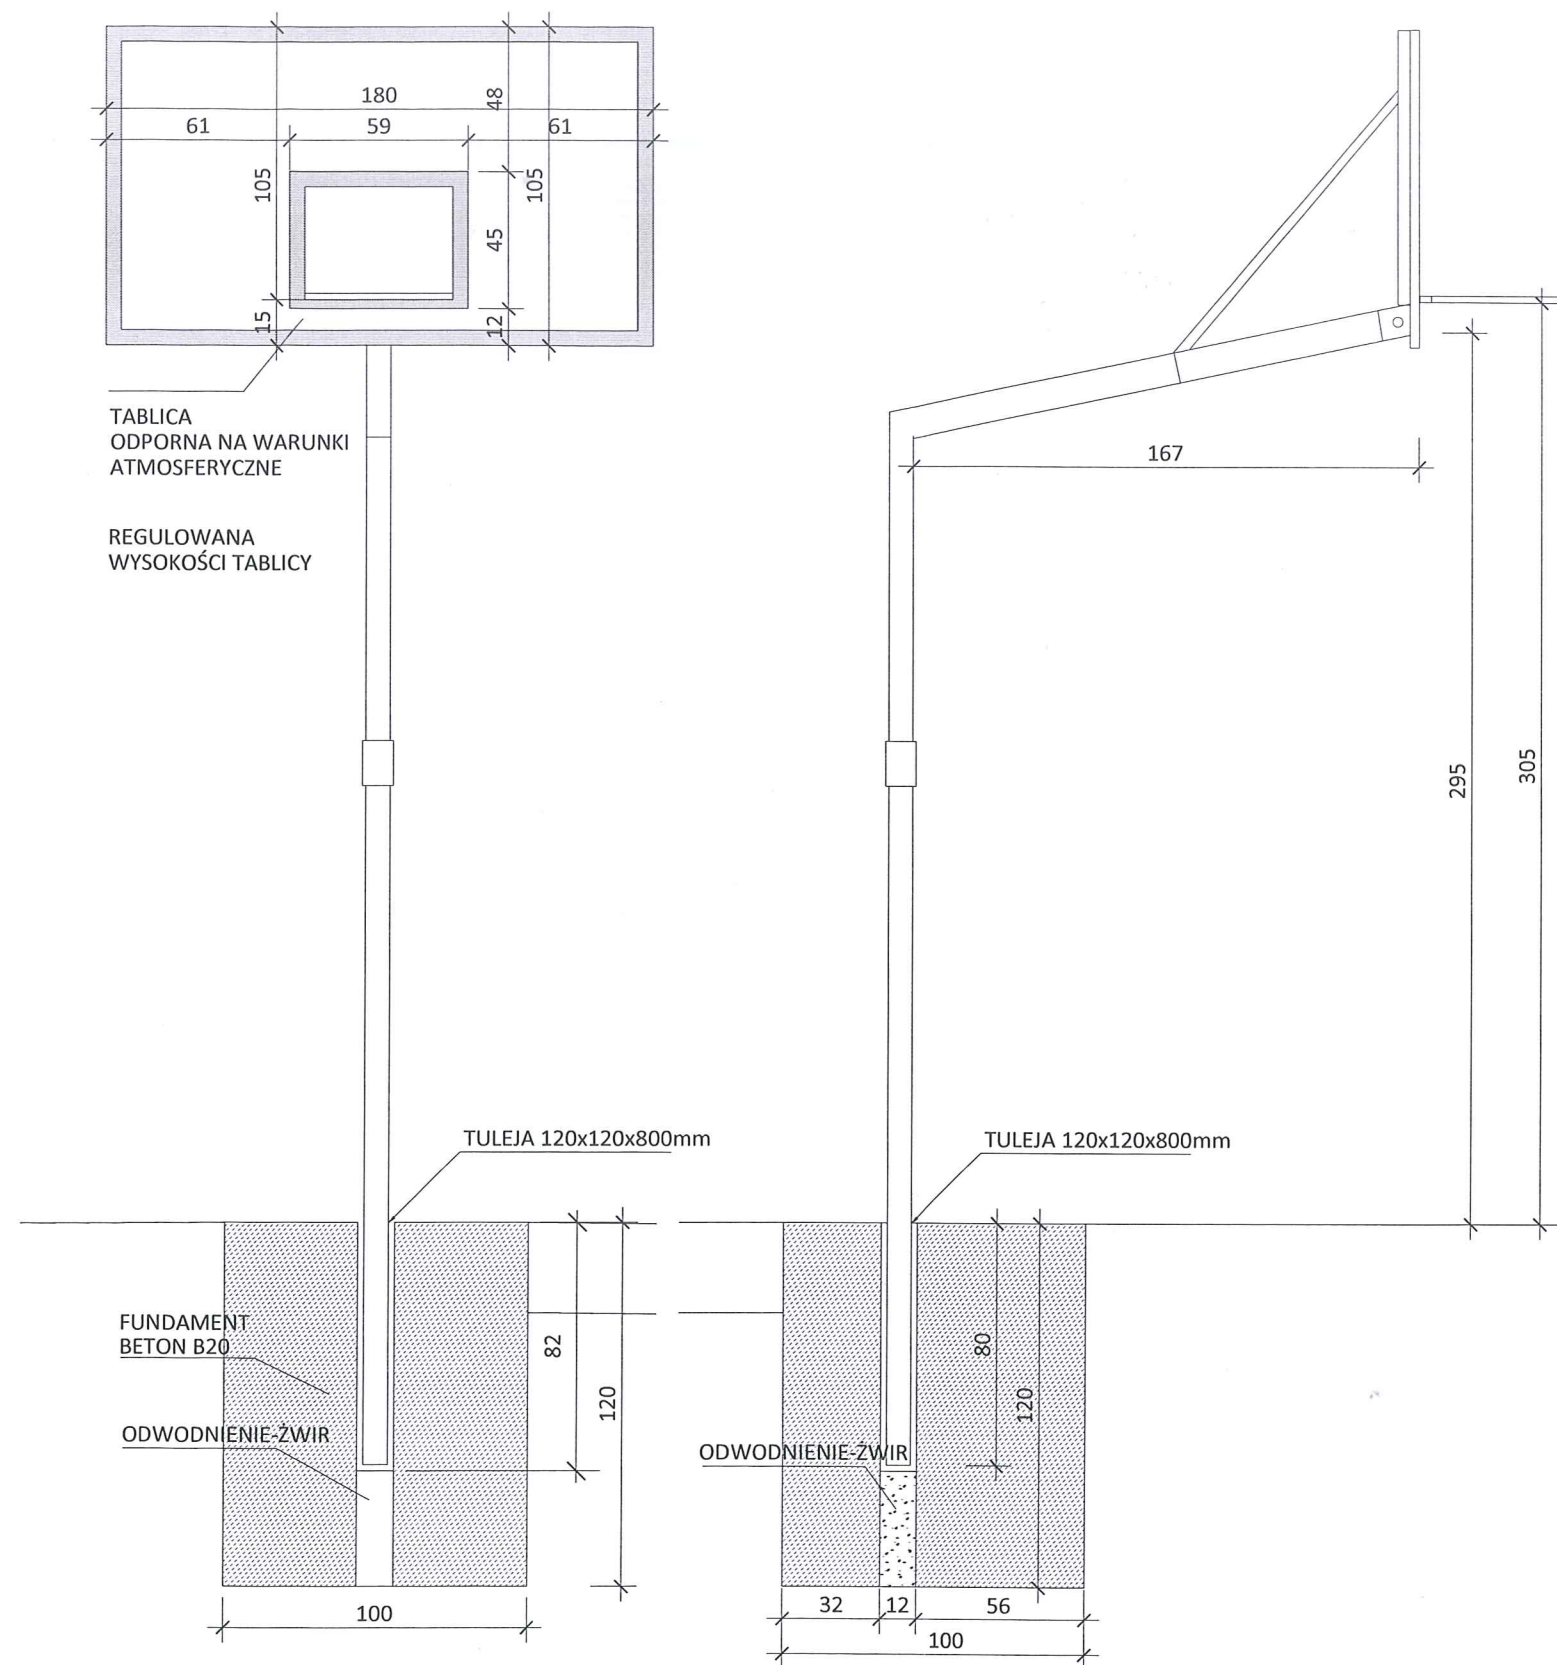 180
48
61
59
61
105
105
45
15
12
TABLICA
ODPORNA NA WARUNKI
ATMOSFERYCZNE
REGULOWANA
WYSOKOŚCI TABLICY
167
295
305
TULEJA 120x120x800mm
TULEJA 120x120x800mm
FUNDAMENT
BETON B20
82
80
120
120
ODWODNIENIE-ŻWIR
ODWODNIENIE-ŻWIR
100
32
12
56
100